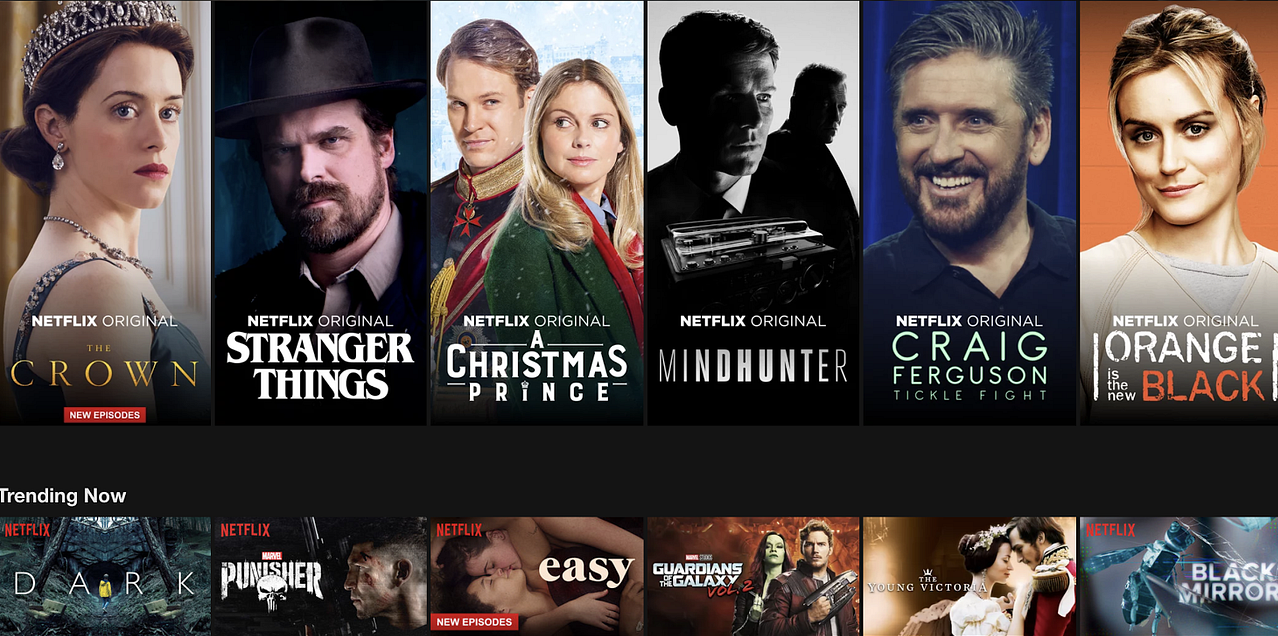 NETFLIX ORIGINAL
THE
CROWN
NEW EPISODES
NETFLIX ORIGINAL
STRANGER
THINGS
NETFLIX ORIGINAL
A
CHRISTMAS
PRINCE
NETFLIX ORIGINAL
MINDHUNTER
NETFLIX ORIGINAL
CRAIG
FERGUSON
TICKLE FIGHT
NETFLIX ORIGINAL
ORANGE
is
the
new
BLACK
Trending Now
NETFLIX
DARK
NETFLIX
MARVEL
PUNISHER
NETFLIX
easy
NEW EPISODES
MARVEL STUDIOS
GUARDIANS
OF THE GALAXY
VOL. 2
THE
YOUNG VICTORIA
NETFLIX
BLACK
MIRROR